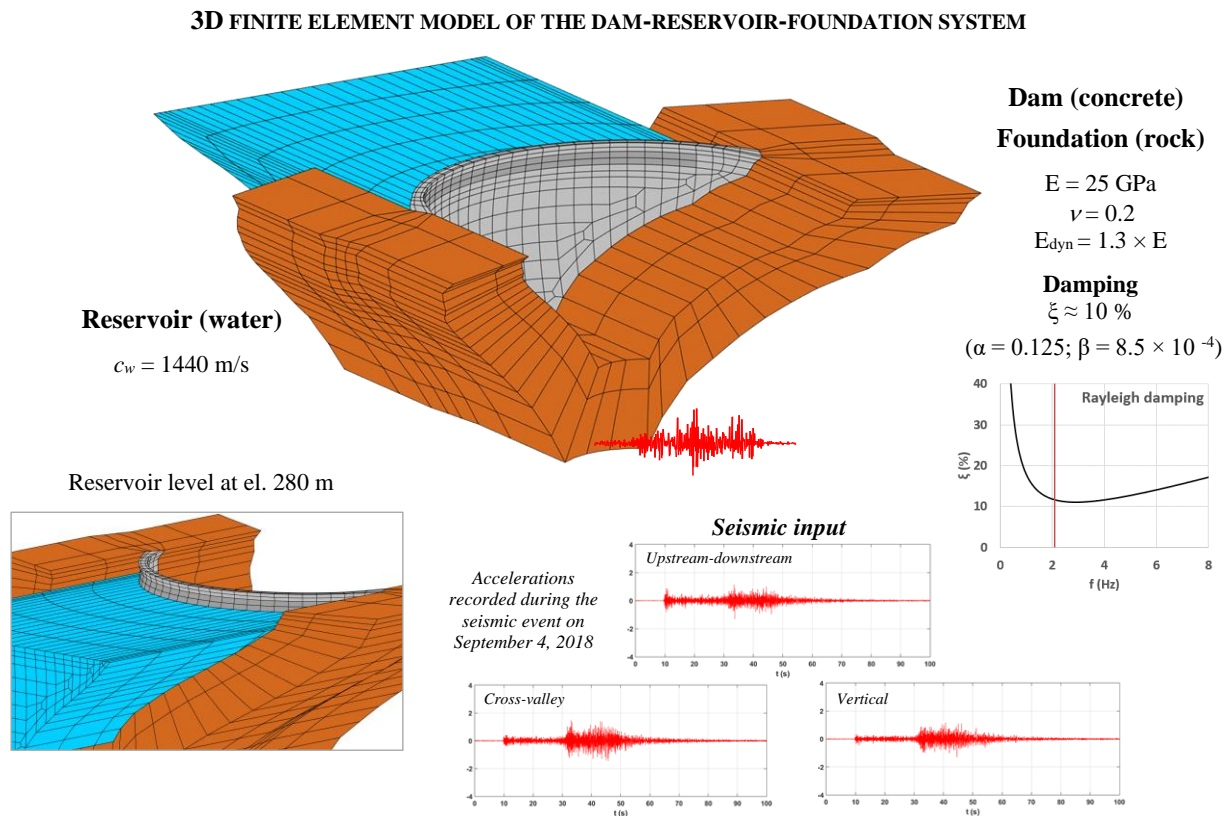 3D FINITE ELEMENT MODEL OF THE DAM-RESERVOIR-FOUNDATION SYSTEM
Dam (concrete)
Foundation (rock)
E = 25 GPa
ν = 0.2
Edyn = 1.3 × E
Damping
ξ ≈ 10 %
(α = 0.125; β = 8.5 × 10 -4)
Reservoir (water)
cw = 1440 m/s
Rayleigh damping
40
30
20
10
0
ξ (%)
0 2 4 6 8
f (Hz)
Reservoir level at el. 280 m
Seismic input
Accelerations
recorded during the
seismic event on
September 4, 2018
Upstream-downstream
4
2
0
-2
-4
0 10 20 30 40 50 60 70 80 90 100
t (s)
Cross-valley
4
2
0
-2
-4
0 10 20 30 40 50 60 70 80 90 100
t (s)
Vertical
4
2
0
-2
-4
0 10 20 30 40 50 60 70 80 90 100
t (s)